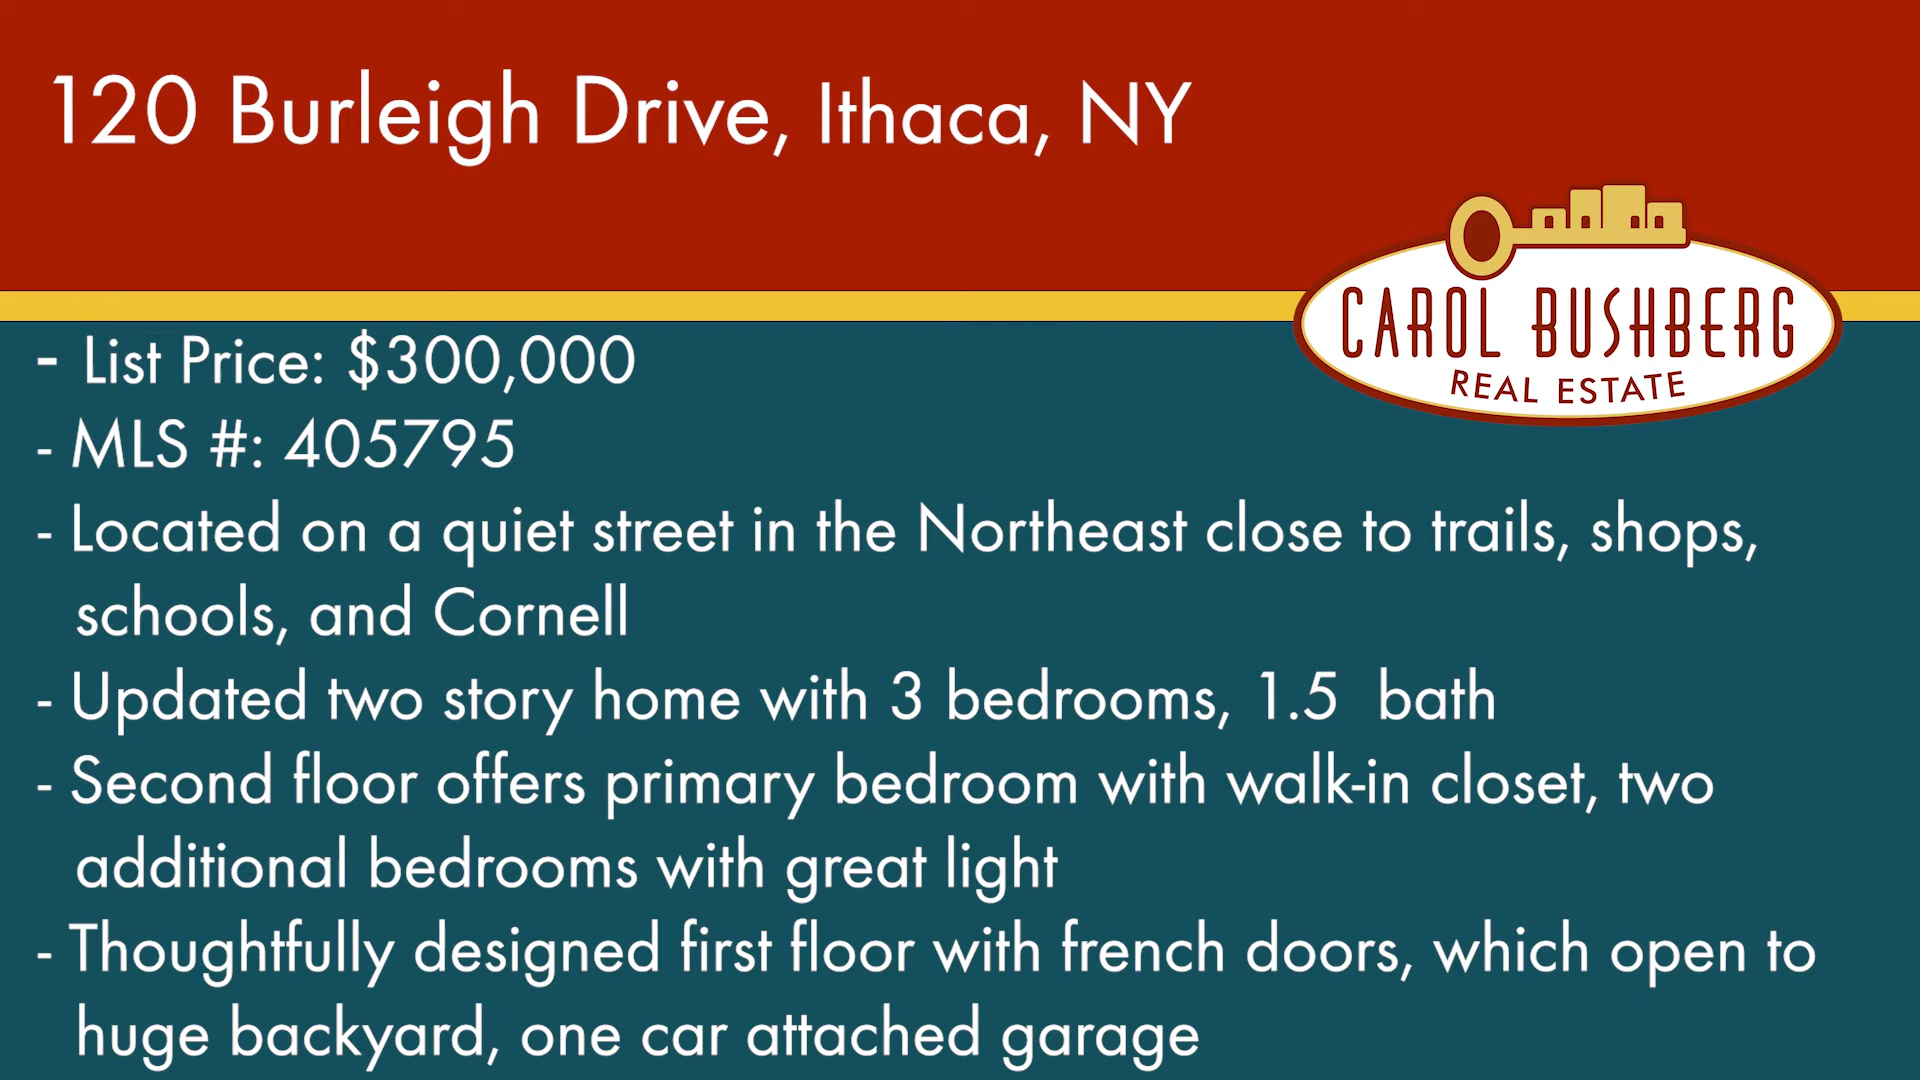 120 Burleigh Drive, Ithaca, NY
CAROL BUSHBERG
REAL ESTATE
- List Price: $300,000
- MLS #: 405795
- Located on a quiet street in the Northeast close to trails, shops,
schools, and Cornell
- Updated two story home with 3 bedrooms, 1.5  bath
- Second floor offers primary bedroom with walk-in closet, two
additional bedrooms with great light
- Thoughtfully designed first floor with french doors, which open to
huge backyard, one car attached garage